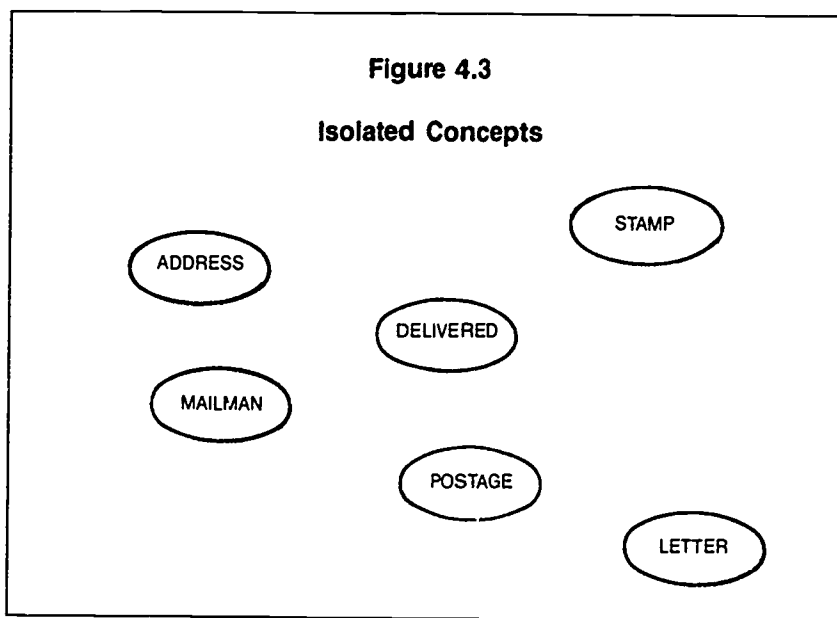 Figure 4.3
Isolated Concepts
STAMP
ADDRESS
DELIVERED
MAILMAN
POSTAGE
LETTER